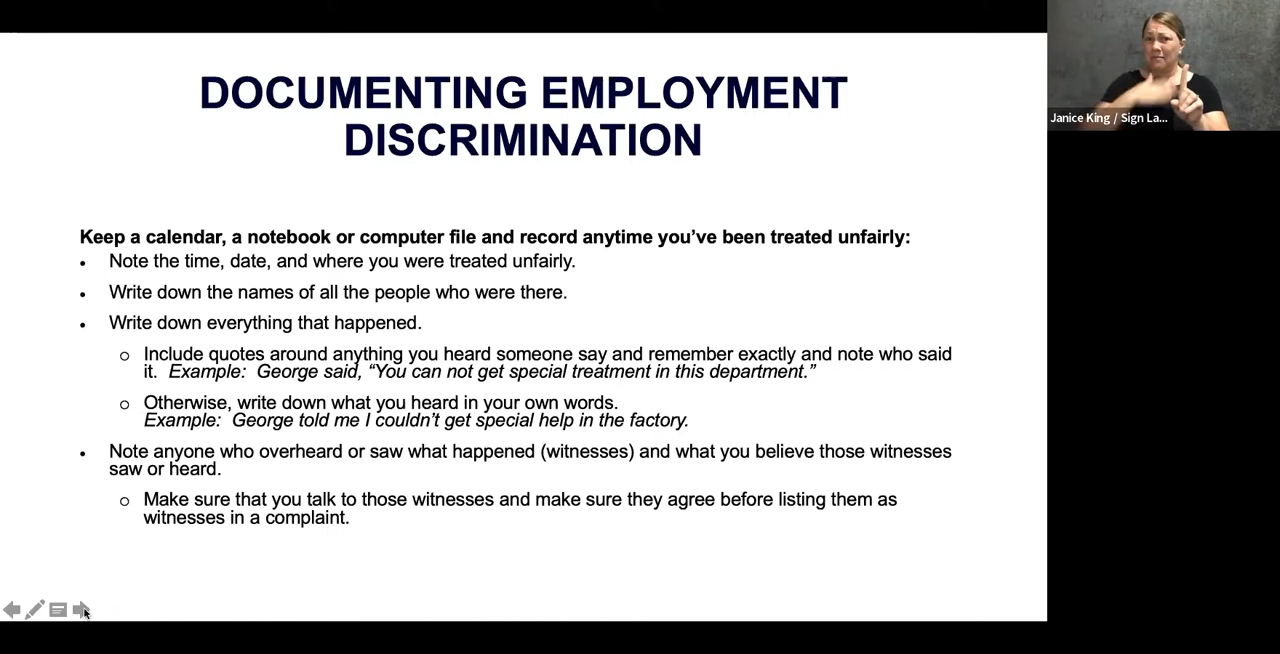 DOCUMENTING EMPLOYMENT
DISCRIMINATION
Keep a calendar, a notebook or computer file and record anytime you’ve been treated unfairly:
• Note the time, date, and where you were treated unfairly.
• Write down the names of all the people who were there.
• Write down everything that happened.
o Include quotes around anything you heard someone say and remember exactly and note who said
it. Example: George said, “You can not get special treatment in this department.”
o Otherwise, write down what you heard in your own words.
Example: George told me I couldn’t get special help in the factory.
• Note anyone who overheard or saw what happened (witnesses) and what you believe those witnesses
saw or heard.
o Make sure that you talk to those witnesses and make sure they agree before listing them as
witnesses in a complaint.
Janice King / Sign La...